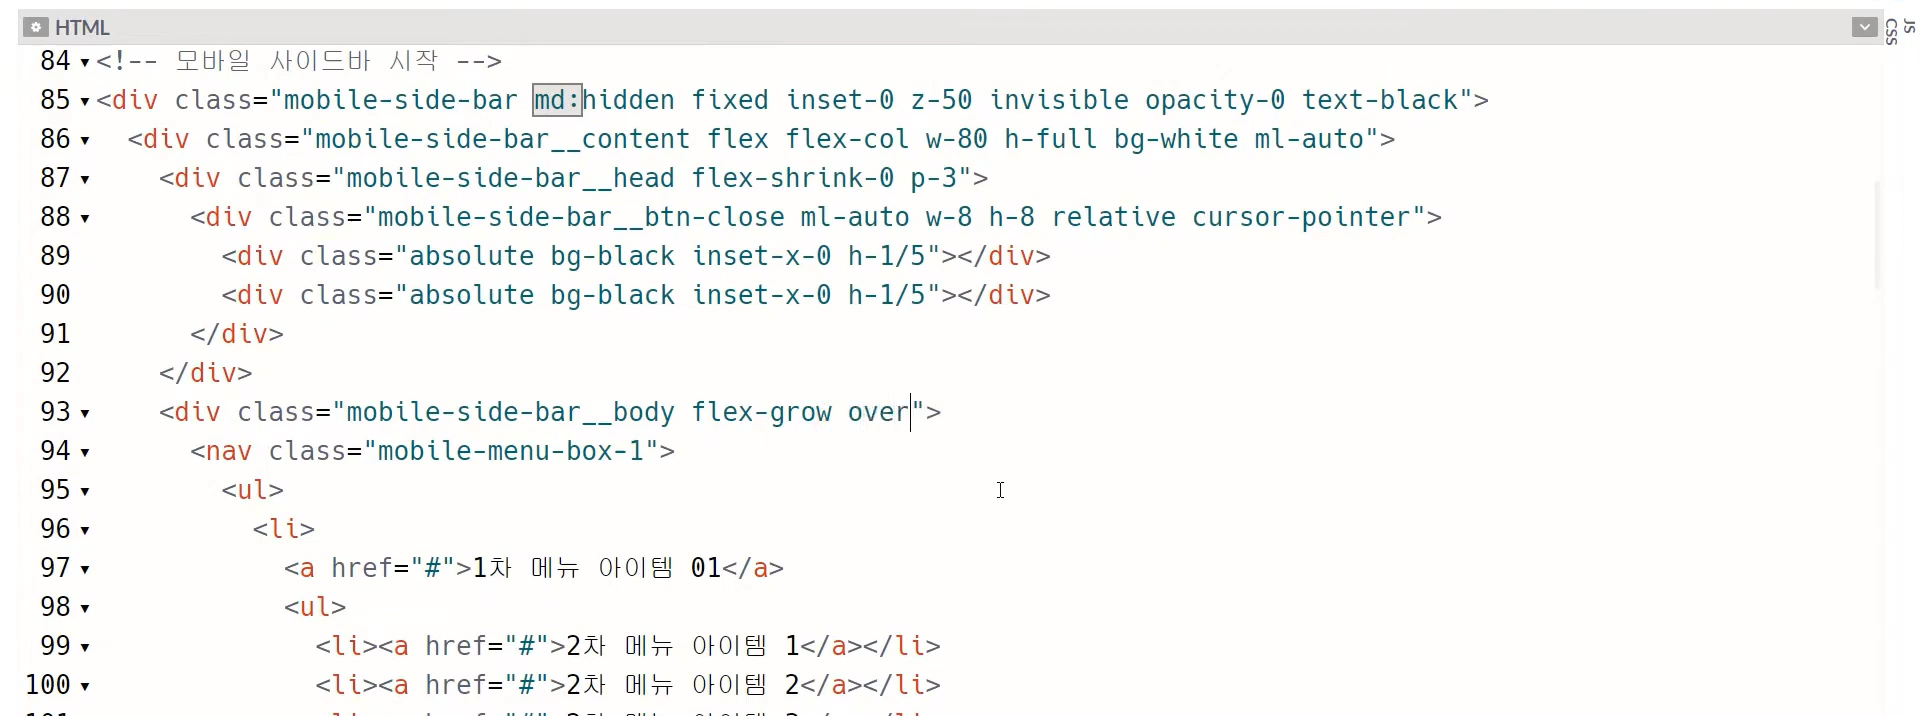 HTML
JS
CSS
84 <!-- 모바일 사이드바 시작 -->
85 <div class="mobile-side-bar md:hidden fixed inset-0 z-50 invisible opacity-0 text-black">
86 <div class="mobile-side-bar__content flex flex-col w-80 h-full bg-white ml-auto">
87 <div class="mobile-side-bar__head flex-shrink-0 p-3">
88 <div class="mobile-side-bar__btn-close ml-auto w-8 h-8 relative cursor-pointer">
89 <div class="absolute bg-black inset-x-0 h-1/5"></div>
90 <div class="absolute bg-black inset-x-0 h-1/5"></div>
91 </div>
92 </div>
93 <div class="mobile-side-bar__body flex-grow over">
94 <nav class="mobile-menu-box-1">
95 <ul>
96 <li>
97 <a href="#">1차 메뉴 아이템 01</a>
98 <ul>
99 <li><a href="#">2차 메뉴 아이템 1</a></li>
100 <li><a href="#">2차 메뉴 아이템 2</a></li>